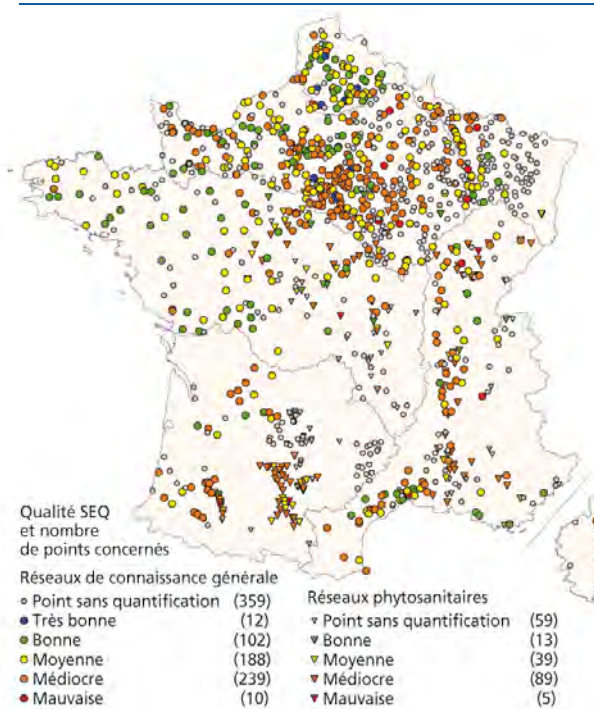 Qualité SEQ
et nombre
de points concernés
Réseaux de connaissance générale
Point sans quantification (359)
Très bonne (12)
Bonne (102)
Moyenne (188)
Médiocre (239)
Mauvaise (10)
Réseaux phytosanitaires
Point sans quantification (59)
Bonne (13)
Moyenne (39)
Médiocre (89)
Mauvaise (5)